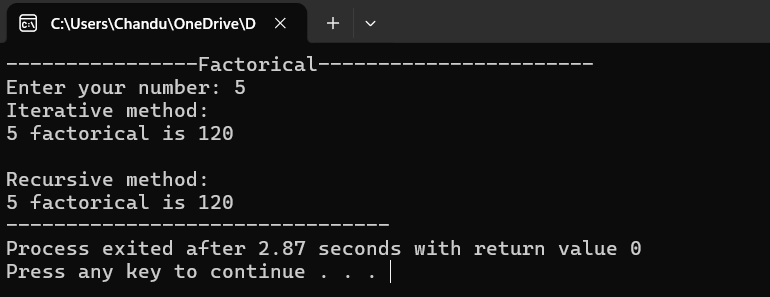 C:\Users\Chandu\OneDrive\D
----------------Factorical-----------------------
Enter your number: 5
Iterative method:
5 factorical is 120
Recursive method:
5 factorical is 120
--------------------------------
Process exited after 2.87 seconds with return value 0
Press any key to continue . . .